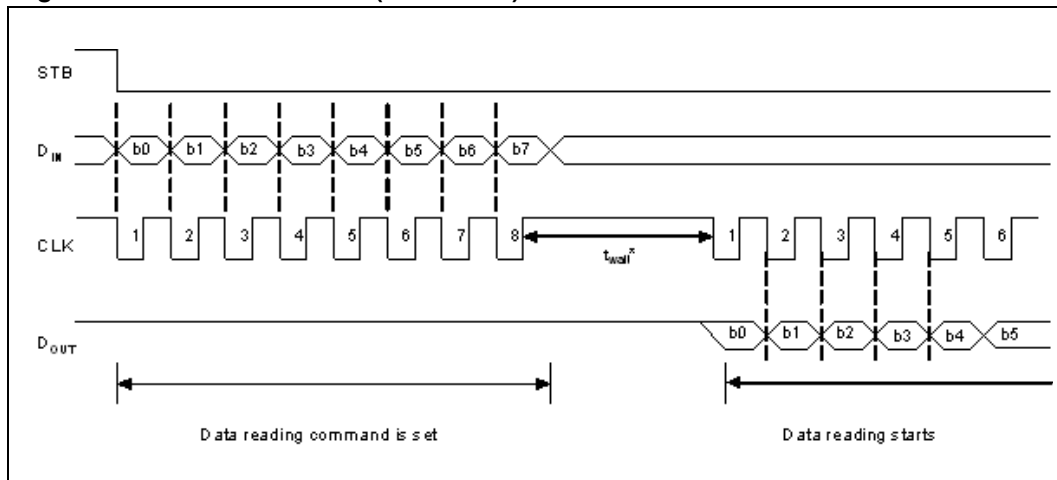 STB
D IN b0 b1 b2 b3 b4 b5 b6 b7
CLK 1 2 3 4 5 6 7 8 twait* 1 2 3 4 5 6
D OUT b0 b1 b2 b3 b4 b5
Data reading command is set Data reading starts